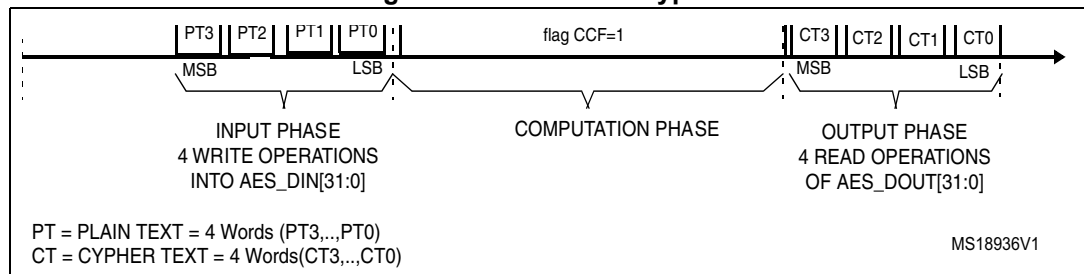 PT3 PT2 PT1 PT0 flag CCF=1 CT3 CT2 CT1 CT0
MSB LSB MSB LSB
INPUT PHASE
4 WRITE OPERATIONS
INTO AES_DIN[31:0]
COMPUTATION PHASE
OUTPUT PHASE
4 READ OPERATIONS
OF AES_DOUT[31:0]
PT = PLAIN TEXT = 4 Words (PT3,..,PT0)
CT = CYPHER TEXT = 4 Words(CT3,..,CT0)
MS18936V1